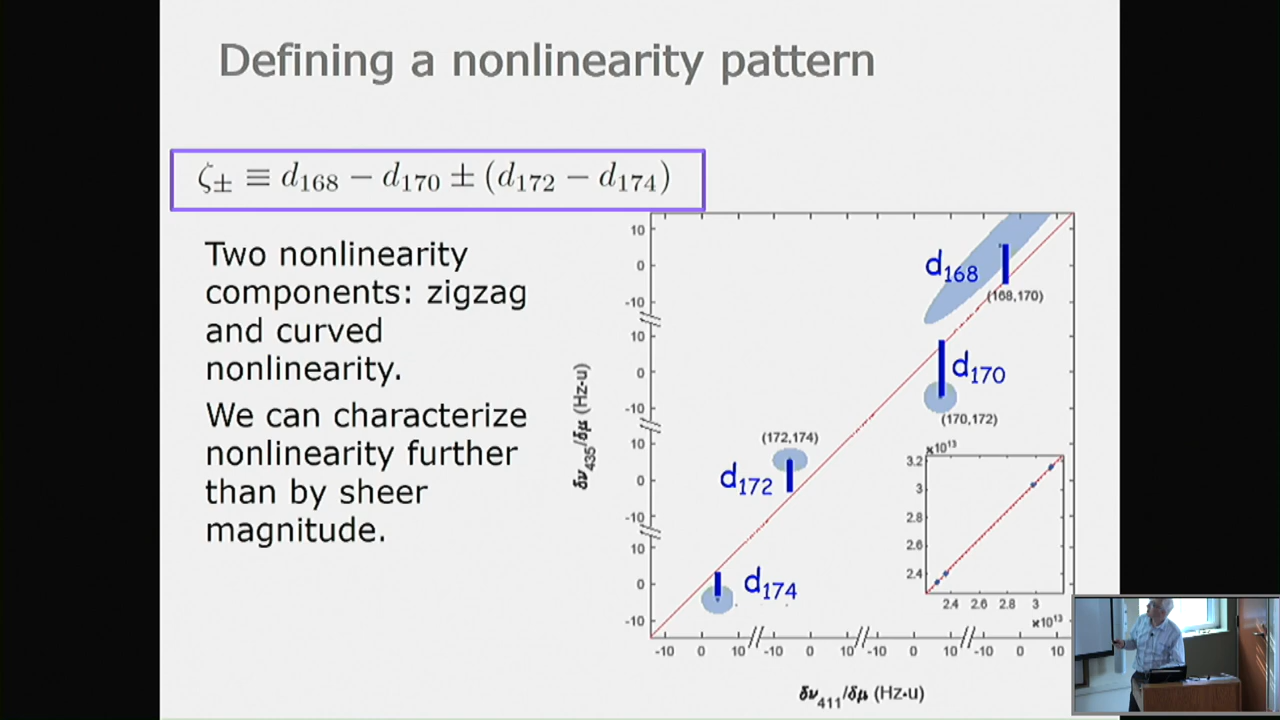 Defining a nonlinearity pattern
ζ± ≡ d168 − d170 ± (d172 − d174)
Two nonlinearity
components: zigzag
and curved
nonlinearity.
We can characterize
nonlinearity further
than by sheer
magnitude.
δν435/δμ (Hz-u)
10
0
-10
10
0
-10
10
0
-10
10
0
-10
d168
(168,170)
d170
(170,172)
(172,174)
d172
d174
×10^13
3.2
3
2.8
2.6
2.4
2.4 2.6 2.8 3
×10^13
-10 0 10 -10 0 10 -10 0 10 -10 0 10
δν411/δμ (Hz·u)